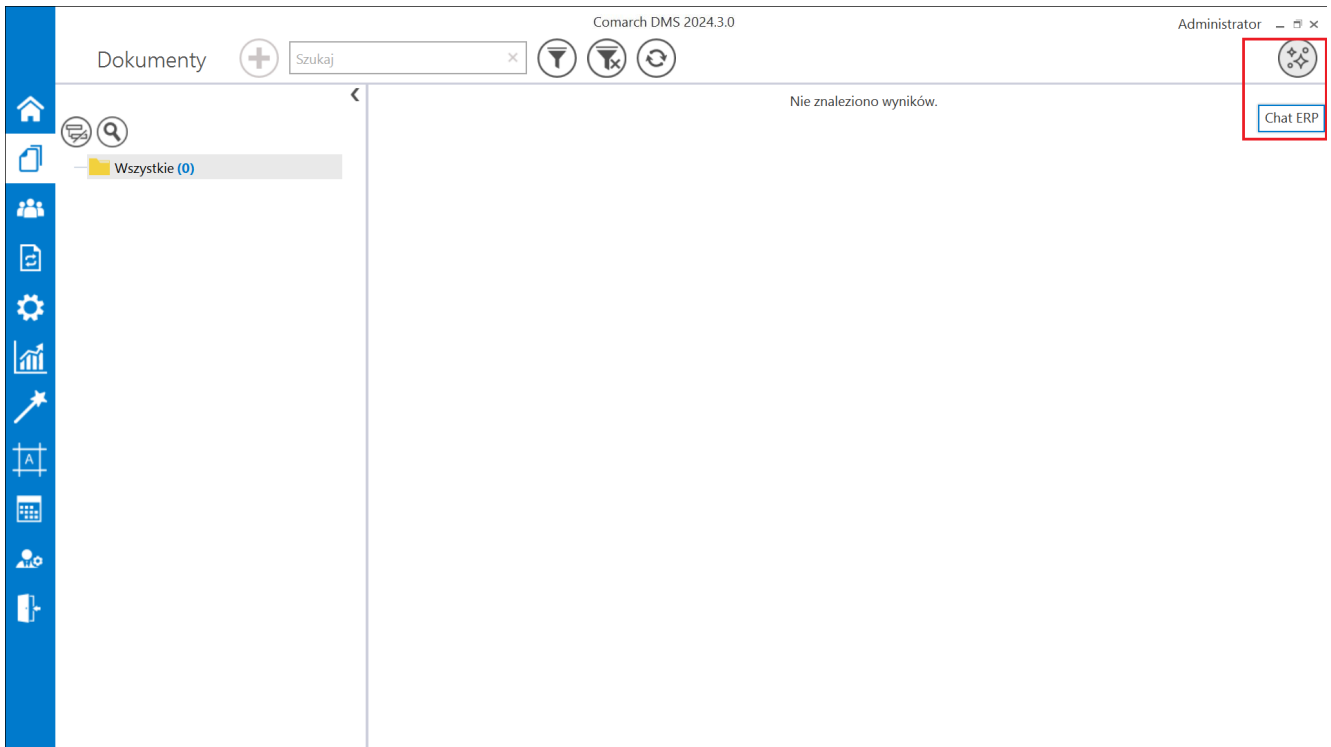 Comarch DMS 2024.3.0
Administrator
Dokumenty
Szukaj
Nie znaleziono wyników.
Chat ERP
Wszystkie (0)
A